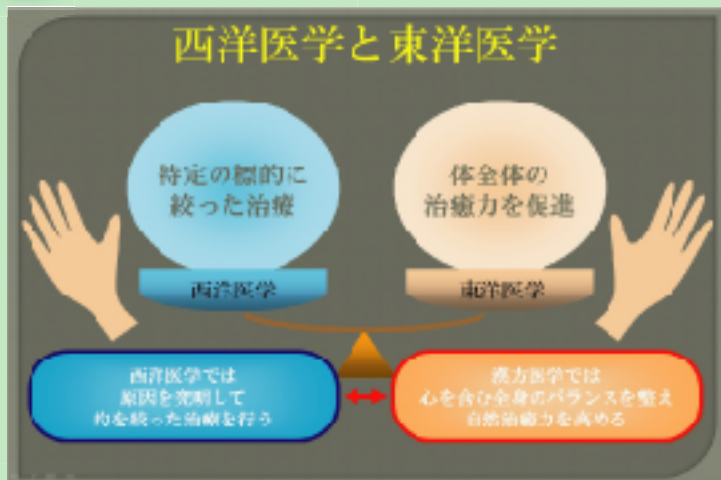 西洋医学と東洋医学
特定の標的に
絞った治療
体全体の
治癒力を促進
西洋医学
東洋医学
西洋医学では
原因を究明して
的を絞った治療を行う
漢方医学では
心を含む全身のバランスを整え
自然治癒力を高める